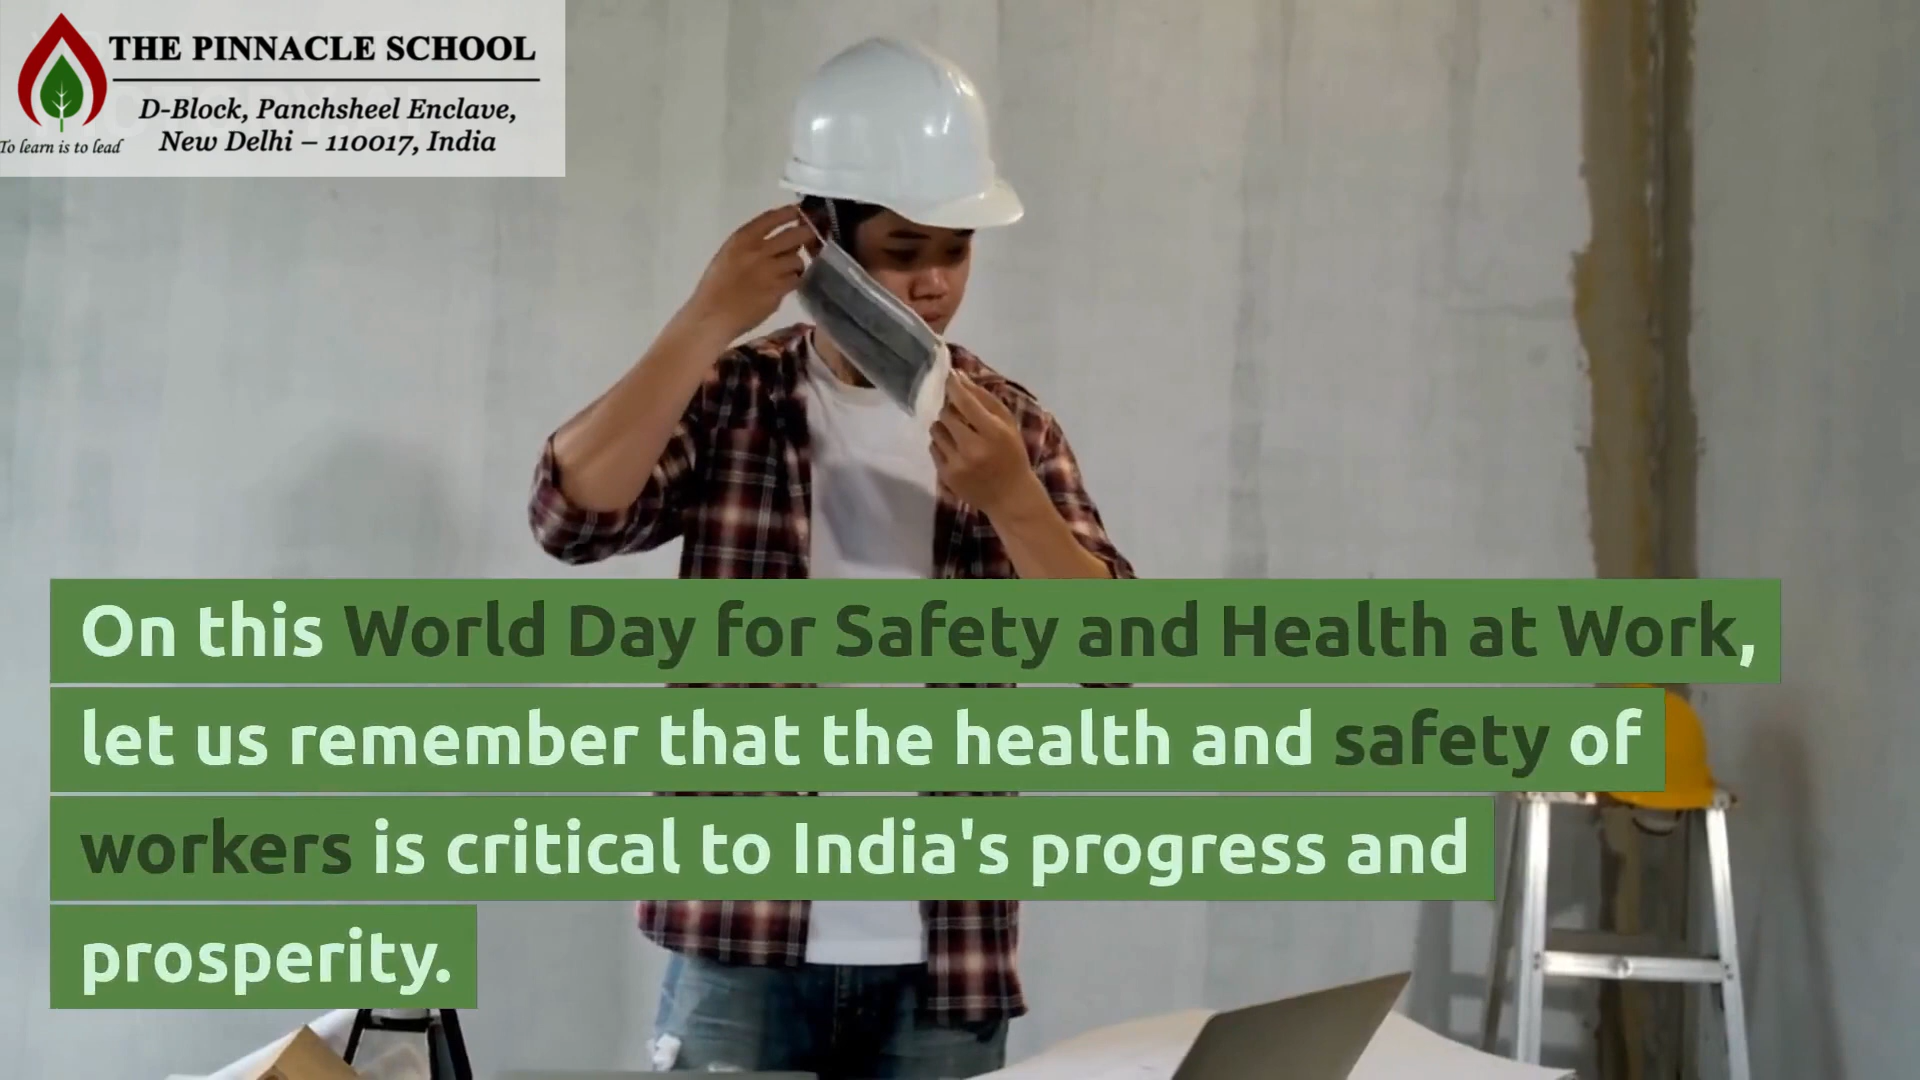 THE PINNACLE SCHOOL
D-Block, Panchsheel Enclave,
New Delhi – 110017, India
To learn is to lead
On this World Day for Safety and Health at Work,
let us remember that the health and safety of
workers is critical to India's progress and
prosperity.